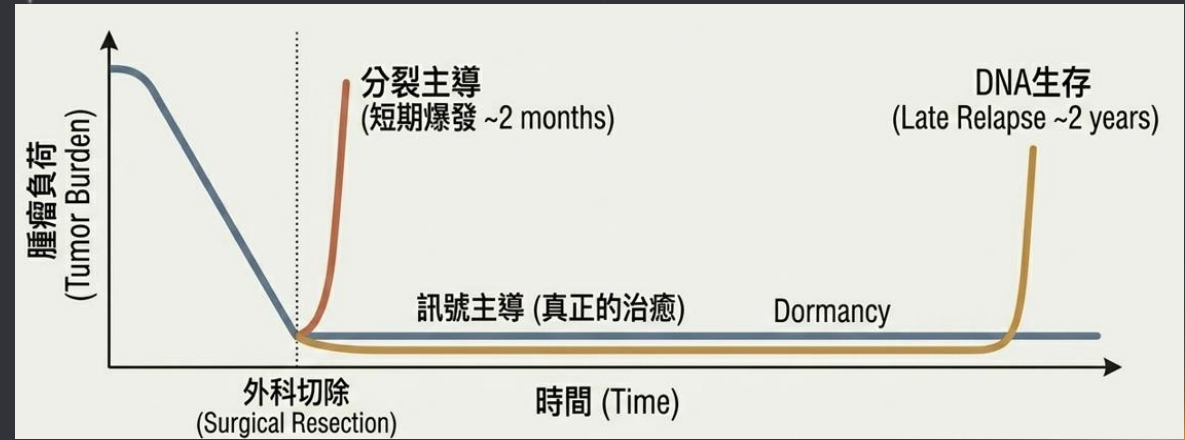 腫瘤負荷
(Tumor Burden)
分裂主導
(短期爆發 ~2 months)
DNA生存
(Late Relapse ~2 years)
訊號主導 (真正的治癒)
Dormancy
外科切除
(Surgical Resection)
時間 (Time)